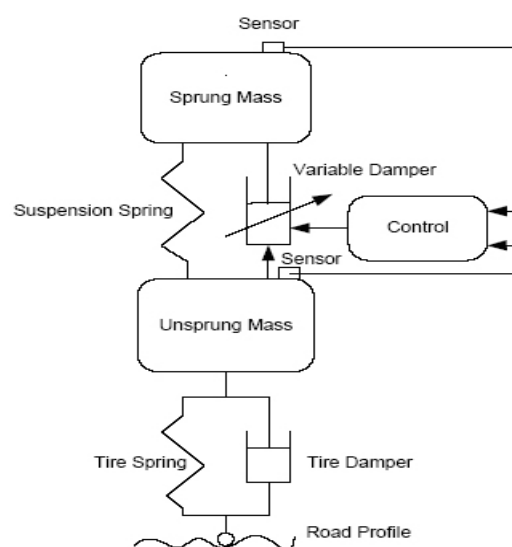 Sensor
Sprung Mass
Variable Damper
Suspension Spring
Control
Sensor
Unsprung Mass
Tire Spring
Tire Damper
Road Profile